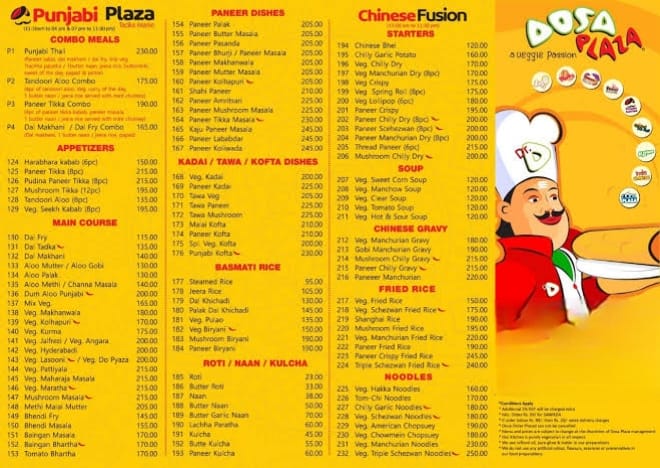 Punjabi Plaza
COMBO MEALS
P1 Punjabi Thali 230.00
P2 Tandoori Aloo Combo 175.00
P3 Paneer Tikka Combo 190.00
P4 Dal Makhani / Dal Fry Combo 165.00
APPETIZERS
124 Harabhara kabab (6pc) 150.00
125 Paneer Tikka (8pc) 215.00
126 Pudina Paneer Tikka (8pc) 215.00
127 Mushroom Tikka (12pc) 195.00
128 Tandoori Aloo (8pc) 195.00
129 Veg. Seekh Kabab (8pc) 195.00
MAIN COURSE
130 Dal Fry 115.00
131 Dal Tadka 135.00
132 Dal Makhani 140.00
133 Aloo Mutter / Aloo Gobi 130.00
134 Aloo Palak 130.00
135 Aloo Methi / Channa Masala 140.00
136 Dum Aloo Punjabi 200.00
137 Mix Veg. 165.00
138 Veg. Makhanwala 180.00
139 Veg. Kolhapuri 170.00
140 Veg. Kurma 175.00
141 Veg. Jalfrezi / Veg. Angara 200.00
142 Veg. Hyderabadi 200.00
143 Veg. Lasooni / Veg. Do Pyaza 200.00
144 Veg. Pattiyala 215.00
145 Veg. Maharaja Masala 215.00
146 Veg. Maratha 215.00
147 Mushroom Masala 215.00
148 Methi Malai Mutter 205.00
149 Bhendi Fry 145.00
150 Bhendi Masala 155.00
151 Baingan Masala 170.00
152 Baingan Bhartha 170.00
153 Tomato Bhartha 170.00
PANEER DISHES
154 Paneer Palak 205.00
155 Paneer Butter Masala 205.00
156 Paneer Pasanda 205.00
157 Paneer Bhurji / Paneer Kadai 205.00
158 Paneer Makhanwala 205.00
159 Paneer Mutter Masala 205.00
160 Paneer Kolhapuri 205.00
161 Shahi Paneer 210.00
162 Paneer Amritsari 225.00
163 Paneer Mushroom Masala 210.00
164 Paneer Tikka Masala 230.00
165 Kaju Paneer Masala 230.00
166 Paneer Lababdar
167 Paneer Koliwada
KADAI / TAWA / KOFTA DISHES
168 Veg. Kadai 200.00
169 Paneer Kadai 225.00
170 Tawa Veg 205.00
171 Tawa Paneer 225.00
172 Tawa Mushroom 225.00
173 Malai Kofta 210.00
174 Paneer Kofta 210.00
175 Spl. Veg. Kofta 200.00
176 Punjabi Kofta 200.00
BASMATI RICE
177 Steamed Rice 95.00
178 Jeera Rice 105.00
179 Dal Khichadi 130.00
180 Palak Dal Khichadi 145.00
181 Veg. Pulao 135.00
182 Veg Biryani 150.00
183 Mushroom Biryani 190.00
184 Paneer Biryani 190.00
ROTI / NAAN / KULCHA
185 Roti 23.00
186 Butter Roti 33.00
187 Naan 38.00
188 Butter Naan 50.00
189 Butter Garlic Naan 70.00
190 Lachha Paratha 60.00
191 Kulcha 45.00
192 Butte Kulcha 55.00
193 Paneer Kulcha 95.00
Chinese Fusion
STARTERS
194 Chinese Bhel 120.00
195 Chilly Garlic Potato 160.00
196 Veg. Chilly Dry 170.00
197 Veg Manchurian Dry (8pc) 170.00
198 Veg Crispy 175.00
199 Veg Spring Roll (8pc) 180.00
200 Veg Lolipop (6pc) 180.00
201 Paneer Crispy 195.00
202 Paneer Chilly Dry (8pc) 220.00
203 Paneer Scehezwan (8pc) 220.00
204 Paneer Manchurian Dry (8pc) 220.00
205 Thread Paneer (6pc) 215.00
206 Mushroom Chilly Dry 195.00
SOUP
207 Veg. Sweet Corn Soup 120.00
208 Veg. Manchow Soup 120.00
209 Veg. Clear Soup 120.00
210 Veg. Tomato Soup 120.00
211 Veg. Hot & Sour Soup 120.00
CHINESE GRAVY
212 Veg. Manchurian Gravy 180.00
213 Gobi Manchurian Gravy 190.00
214 Mushroom Chilly Gravy 215.00
215 Paneer Chilly Gravy 215.00
216 Paneer Manchurian 220.00
FRIED RICE
217 Veg. Fried Rice 150.00
218 Veg. Schezwan Fried Rice 175.00
219 Shanghai Rice 190.00
220 Mushroom Fried Rice 195.00
221 Veg. Manchurian Fried Rice 220.00
222 Paneer Fried Rice 220.00
223 Paneer Crispy Fried Rice 240.00
224 Triple Schezwan Fried Rice 245.00
NOODLES
225 Veg. Hakka Noodles 160.00
226 Tom-Chi Noodles 170.00
227 Chilly Garlic Noodles 180.00
228 Veg. Schezwan Noodles 180.00
229 Veg. American Chopsuey 190.00
230 Veg. Chowmein Chopsuey 180.00
231 Veg. Manchurian Noodles 230.00
232 Veg. Triple Schezwan Noodles 250.00
DOSA
PLAZA
a veggie passion
Dr. D
*Conditions Apply